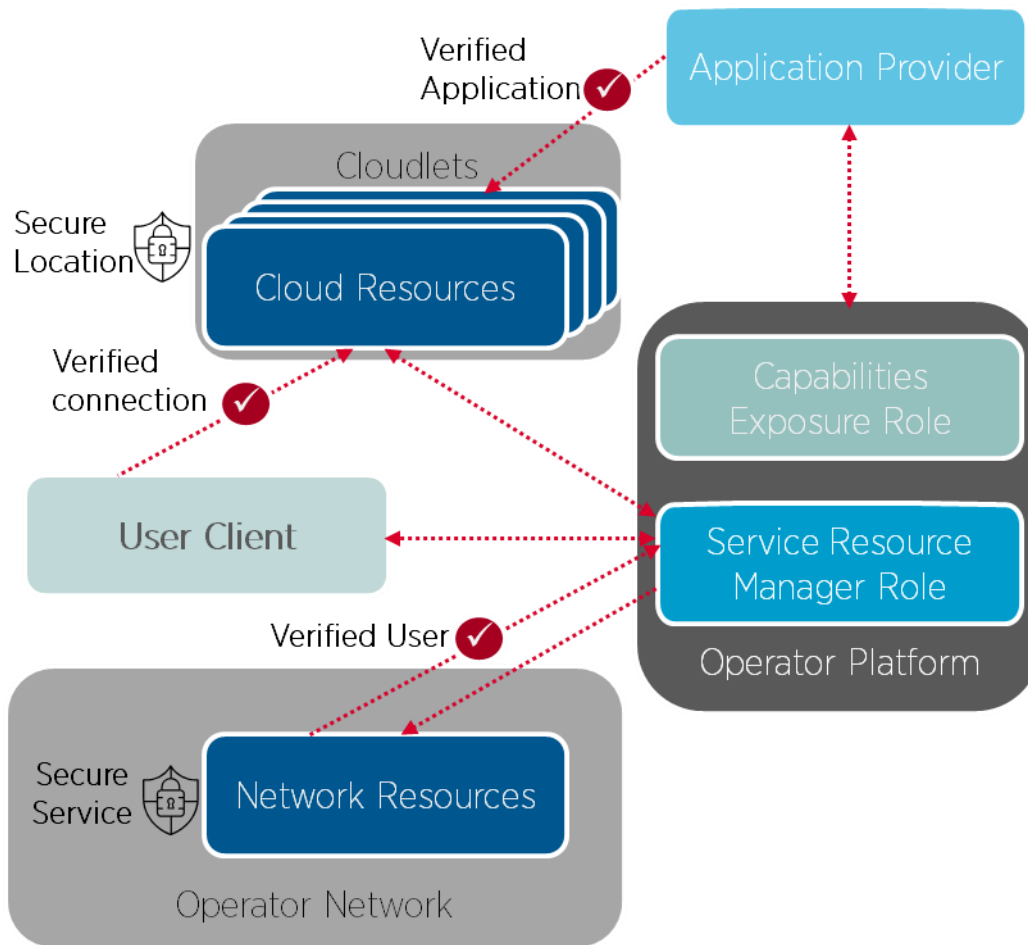 Verified
Application
Application Provider
Cloudlets
Secure
Location
Cloud Resources
Verified
connection
Capabilities
Exposure Role
User Client
Service Resource
Manager Role
Verified User
Operator Platform
Secure
Service
Network Resources
Operator Network